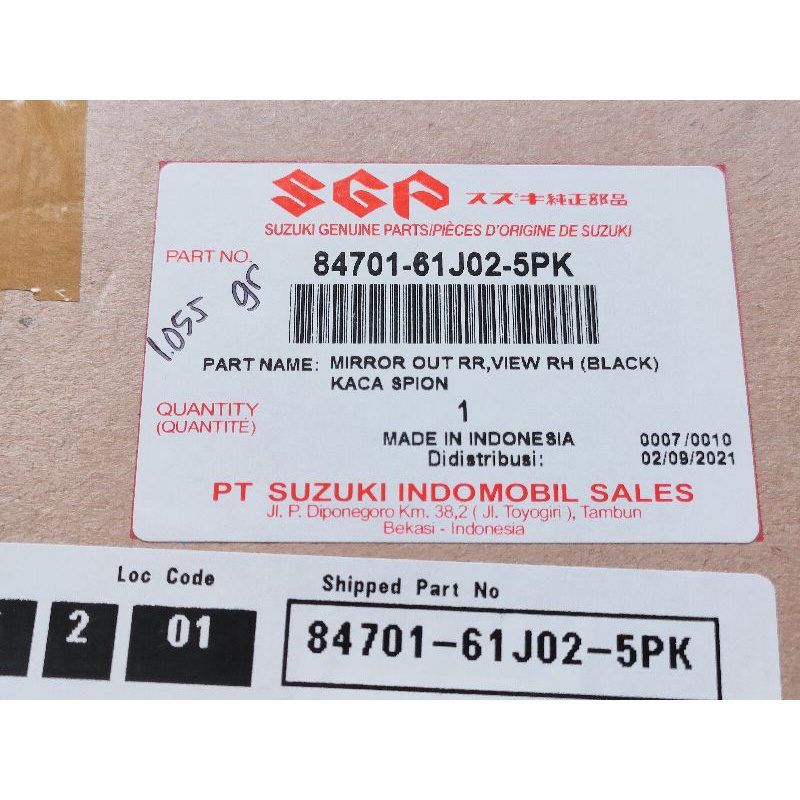 SGP スズキ純正部品
SUZUKI GENUINE PARTS/PIÈCES D'ORIGINE DE SUZUKI
PART NO. 84701-61J02-5PK
1.055 gr
PART NAME: MIRROR OUT RR,VIEW RH (BLACK)
KACA SPION
QUANTITY 1
(QUANTITÉ)
MADE IN INDONESIA 0007/0010
Didistribusi: 02/09/2021
PT SUZUKI INDOMOBIL SALES
Jl. P. Diponegoro Km. 38,2 ( Jl. Toyogiri ), Tambun
Bekasi - Indonesia
Loc Code Shipped Part No
2 01 84701-61J02-5PK